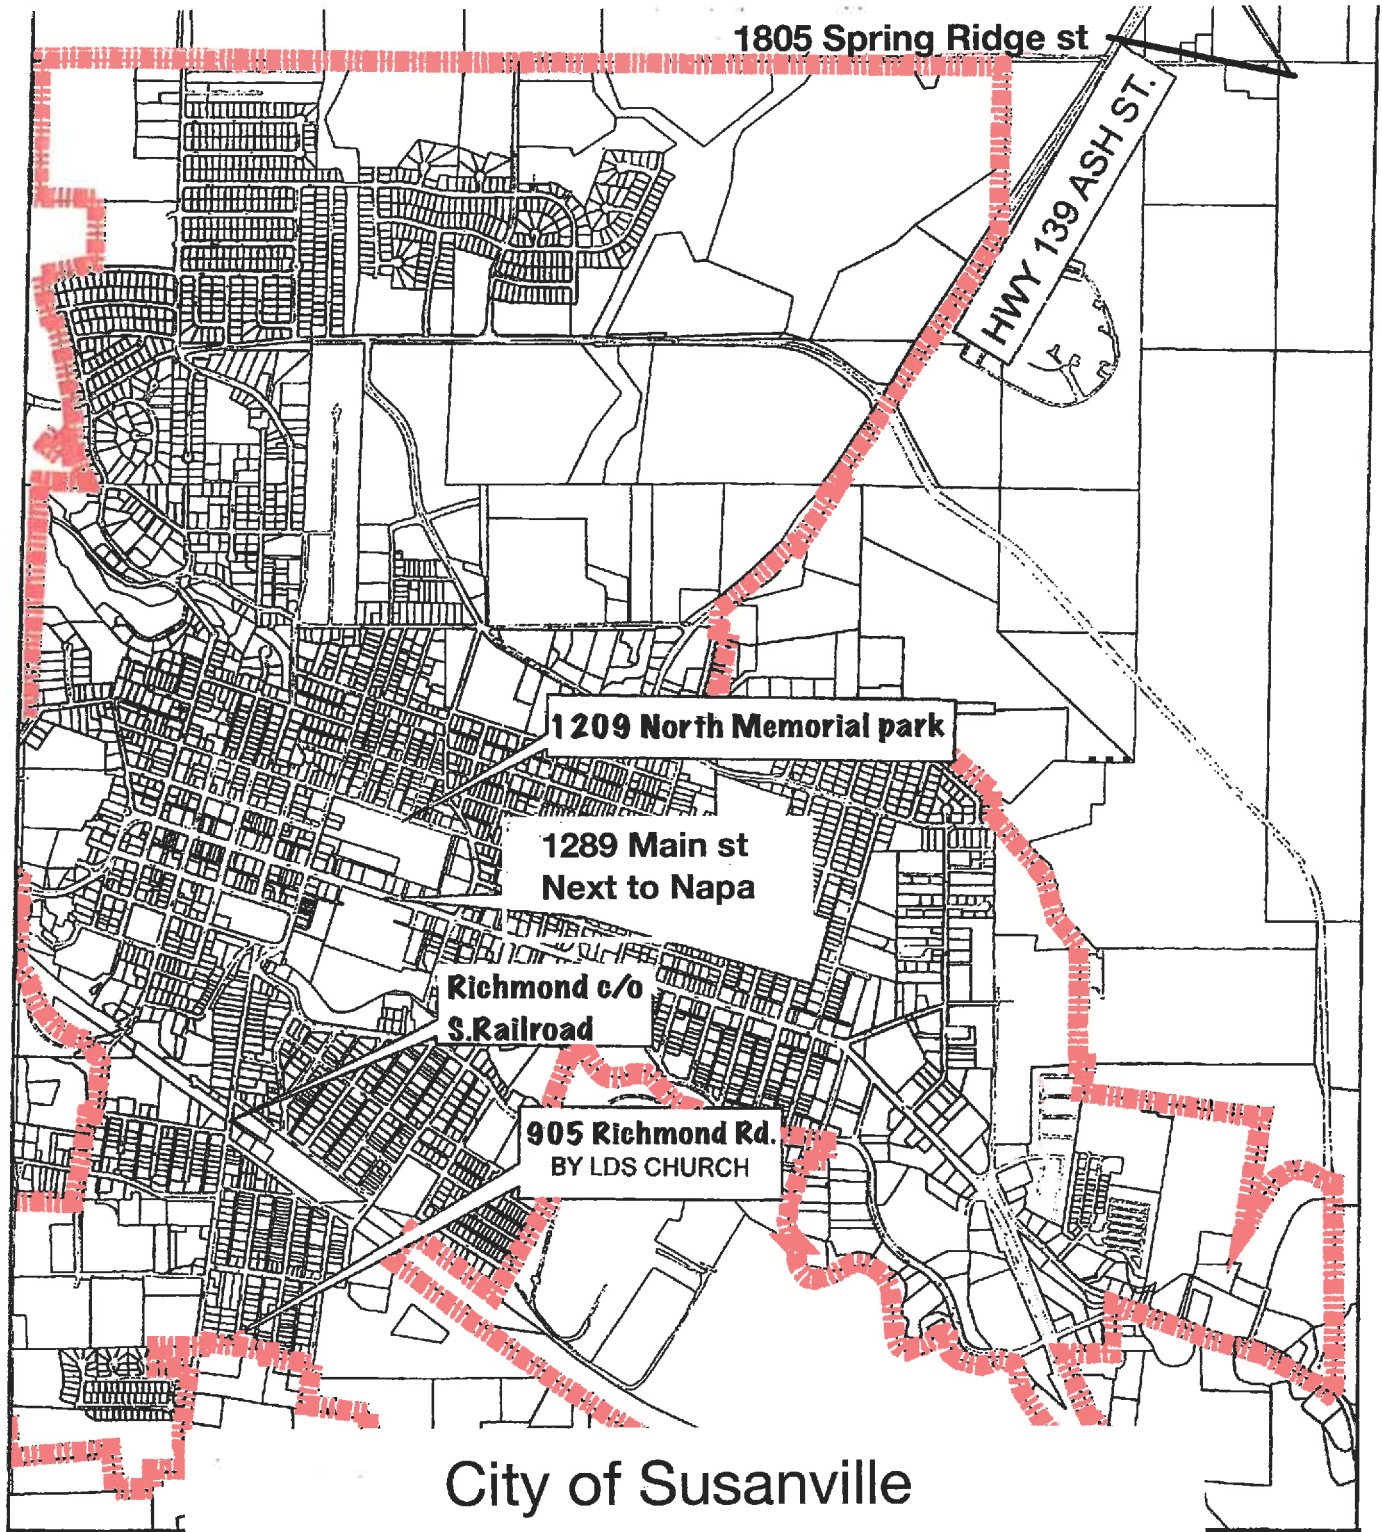 1805 Spring Ridge st
HWY 139 ASH ST.
1209 North Memorial park
1289 Main st
Next to Napa
Richmond c/o
S.Railroad
905 Richmond Rd.
BY LDS CHURCH
City of Susanville